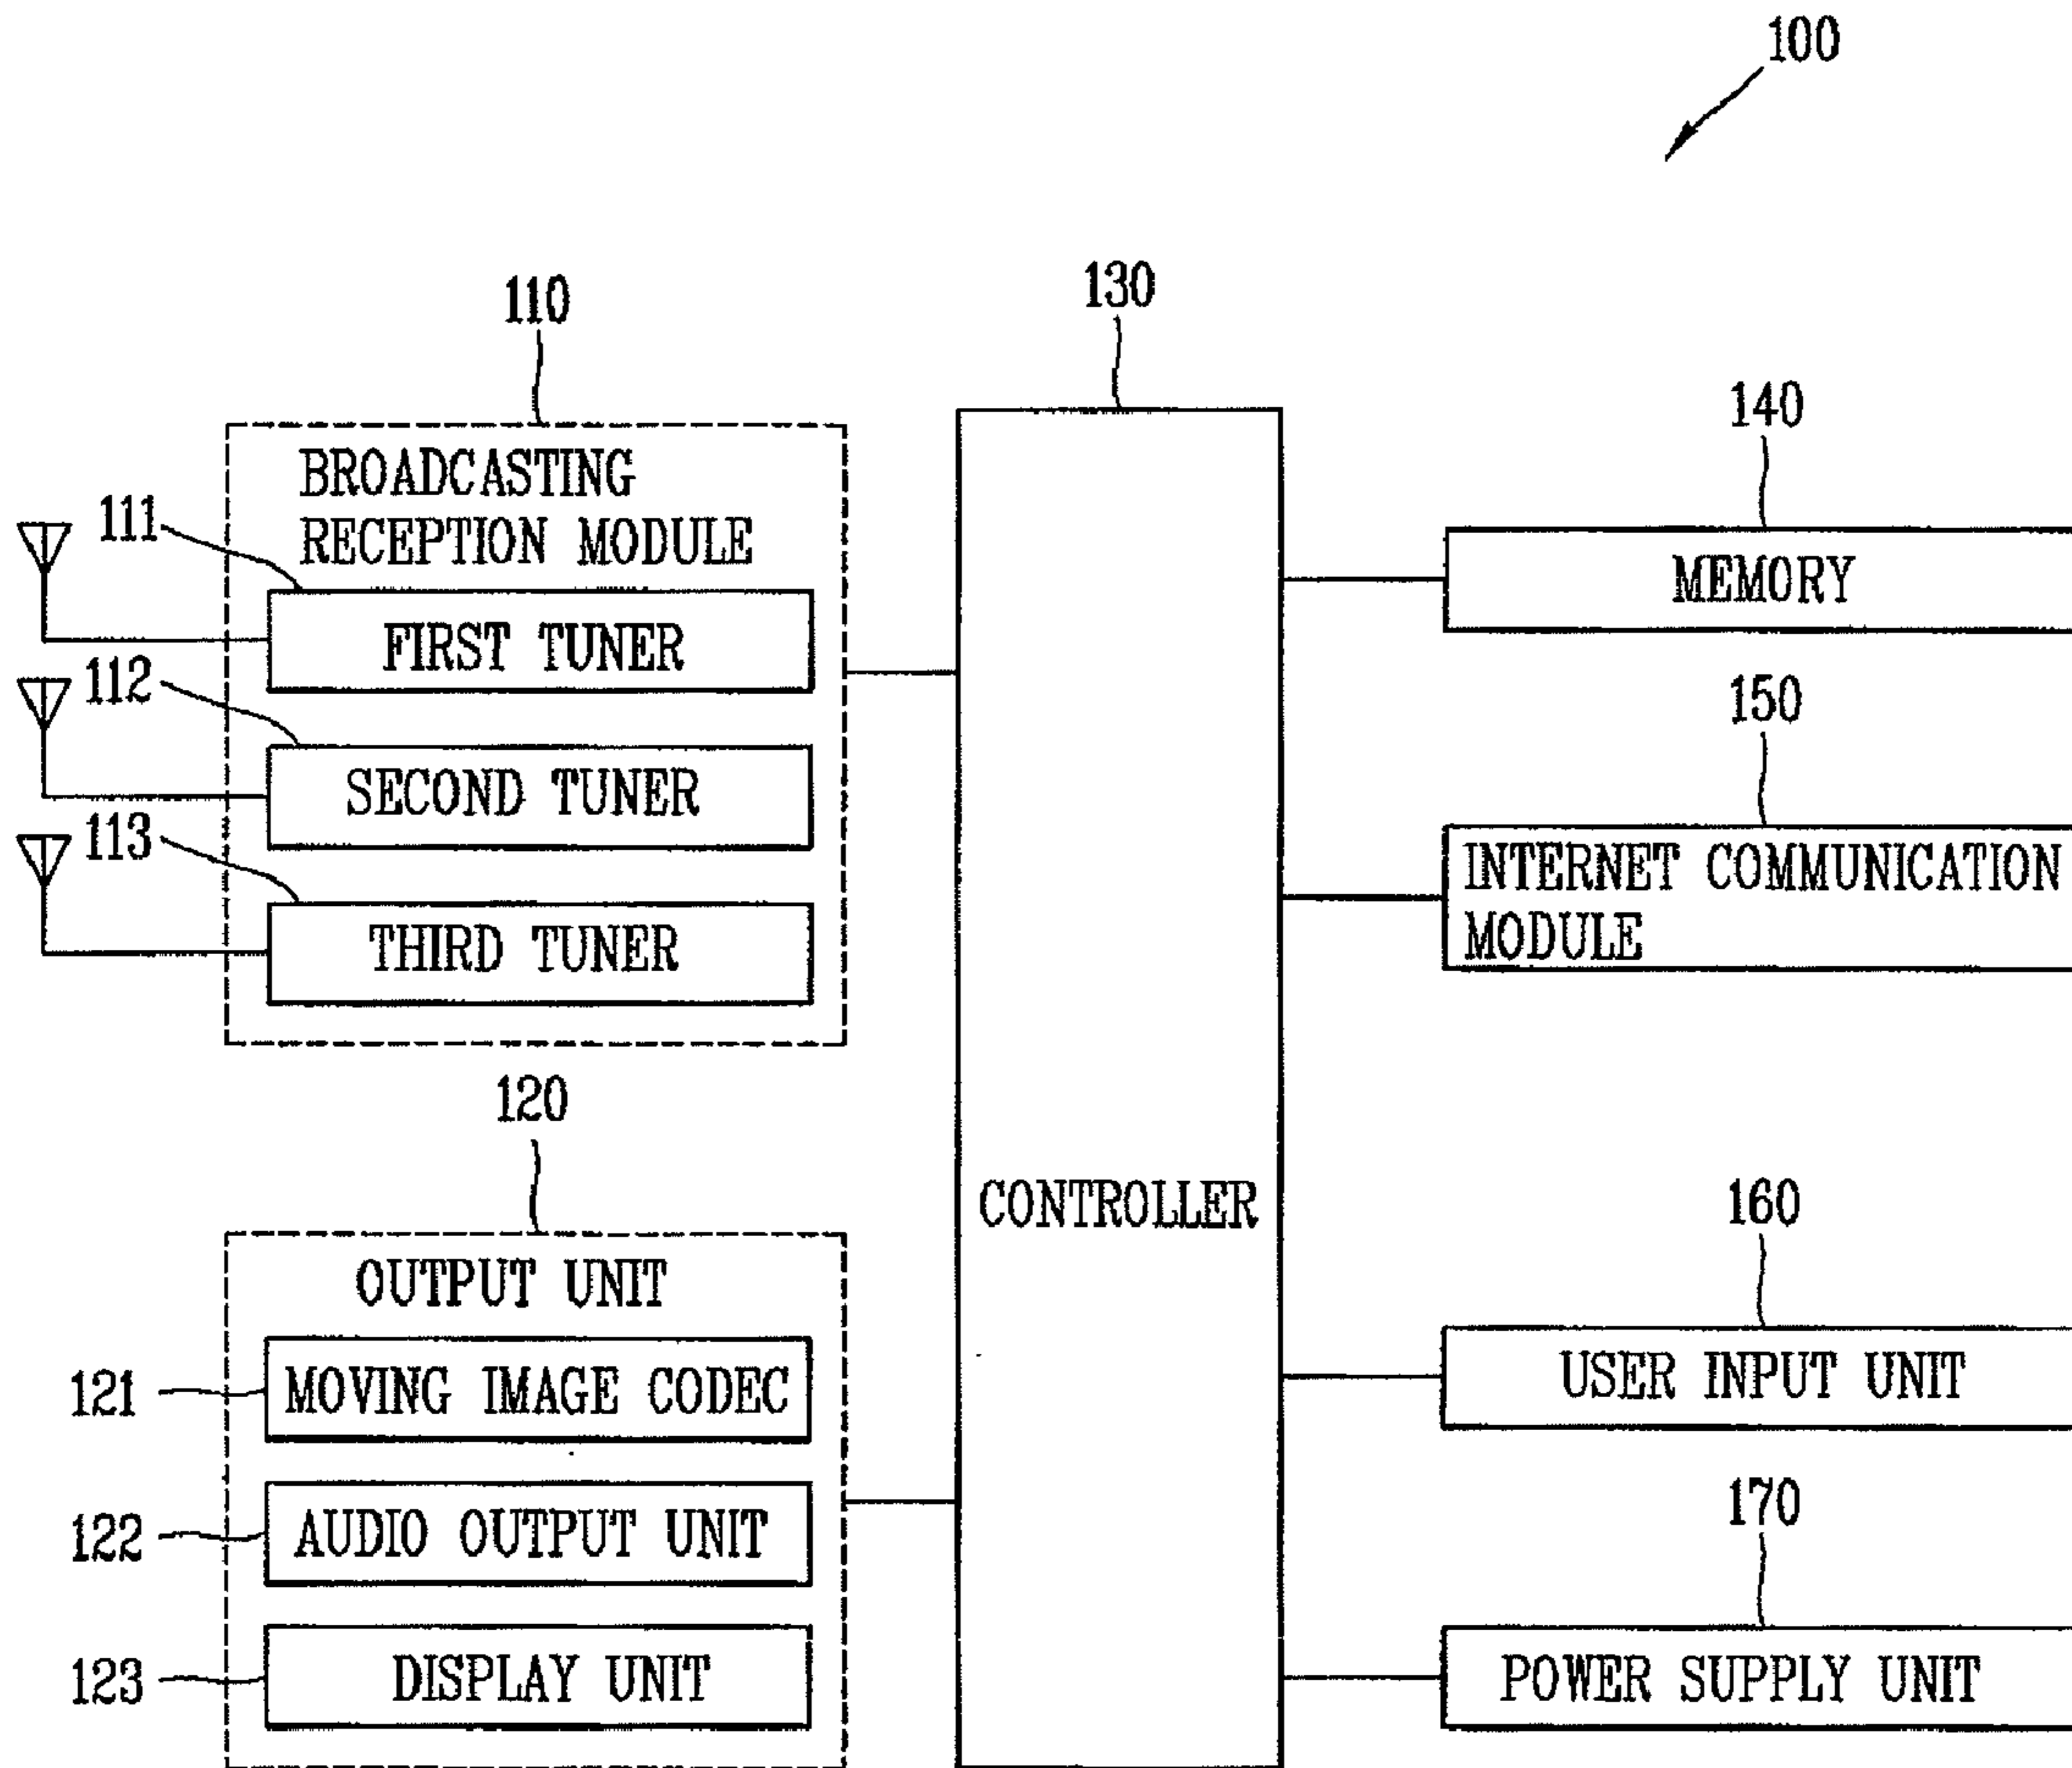 100
110
130
140
BROADCASTING
RECEPTION MODULE
111
FIRST TUNER
MEMORY
112
SECOND TUNER
150
113
THIRD TUNER
INTERNET COMMUNICATION
MODULE
120
CONTROLLER
160
OUTPUT UNIT
121
MOVING IMAGE CODEC
USER INPUT UNIT
122
AUDIO OUTPUT UNIT
170
123
DISPLAY UNIT
POWER SUPPLY UNIT